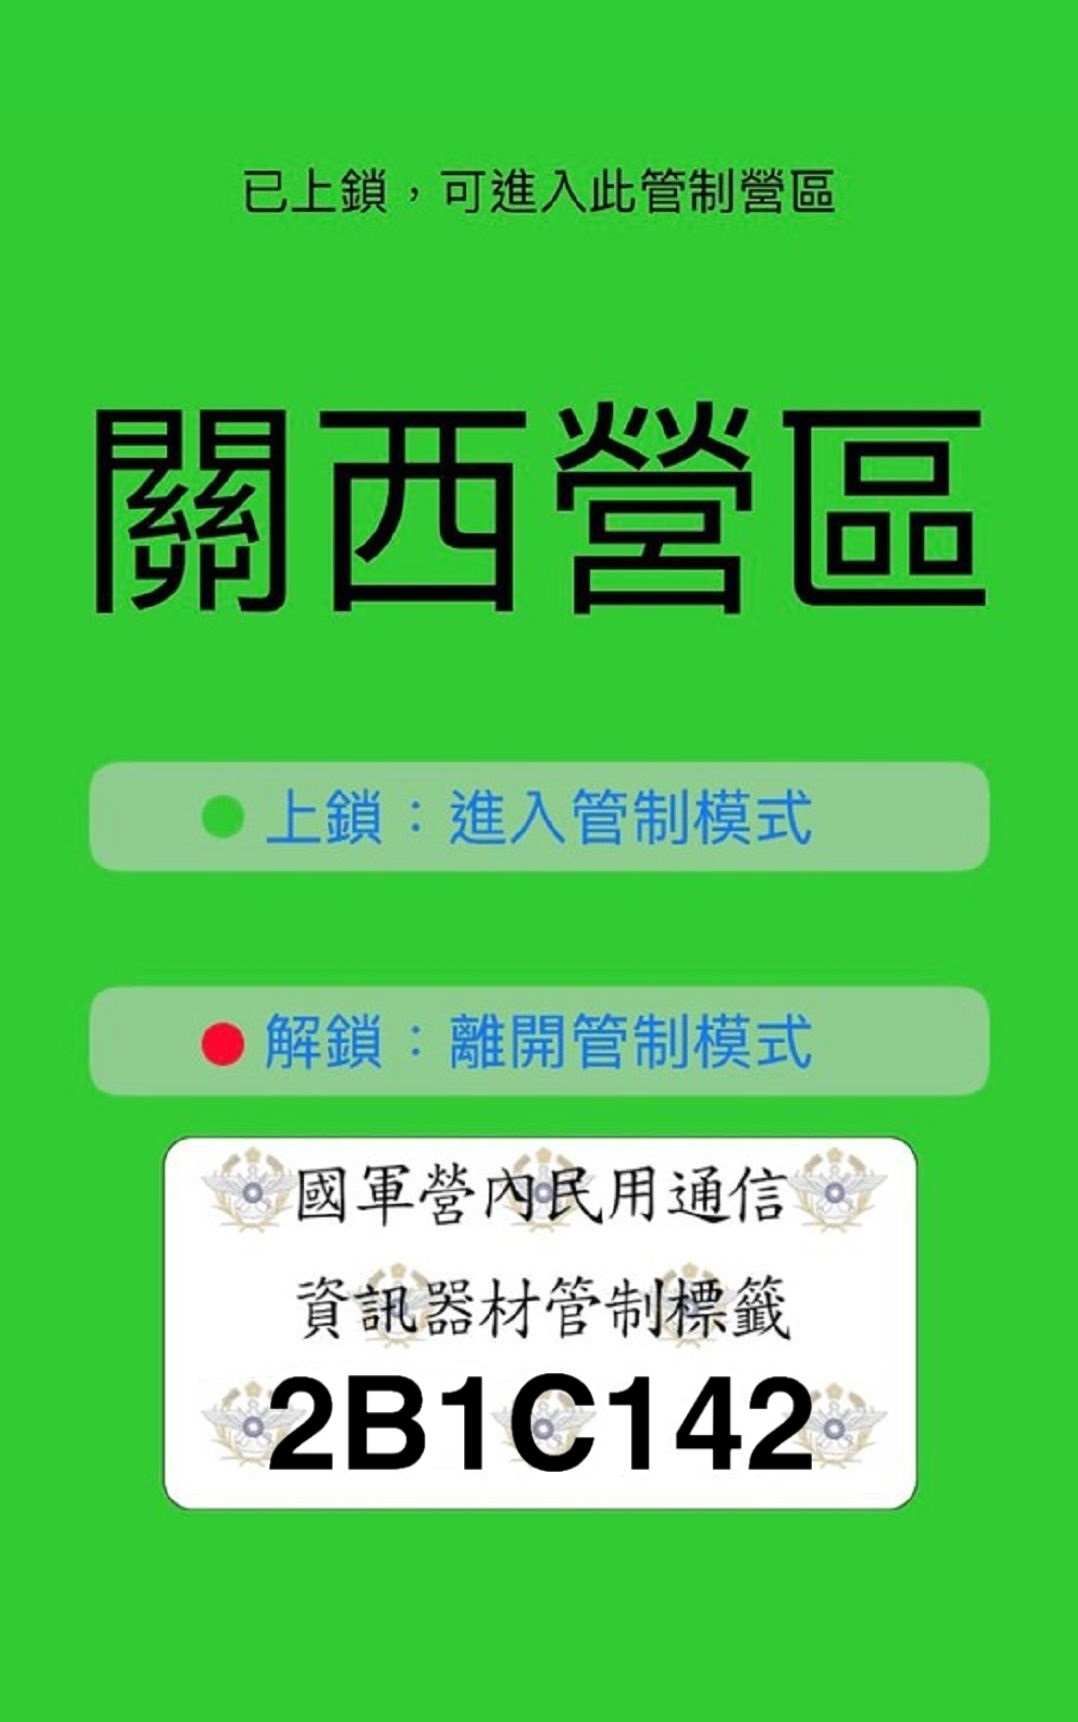 已上鎖，可進入此管制營區
關西營區
上鎖：進入管制模式
解鎖：離開管制模式
國軍營內民用通信
資訊器材管制標籤
2B1C142